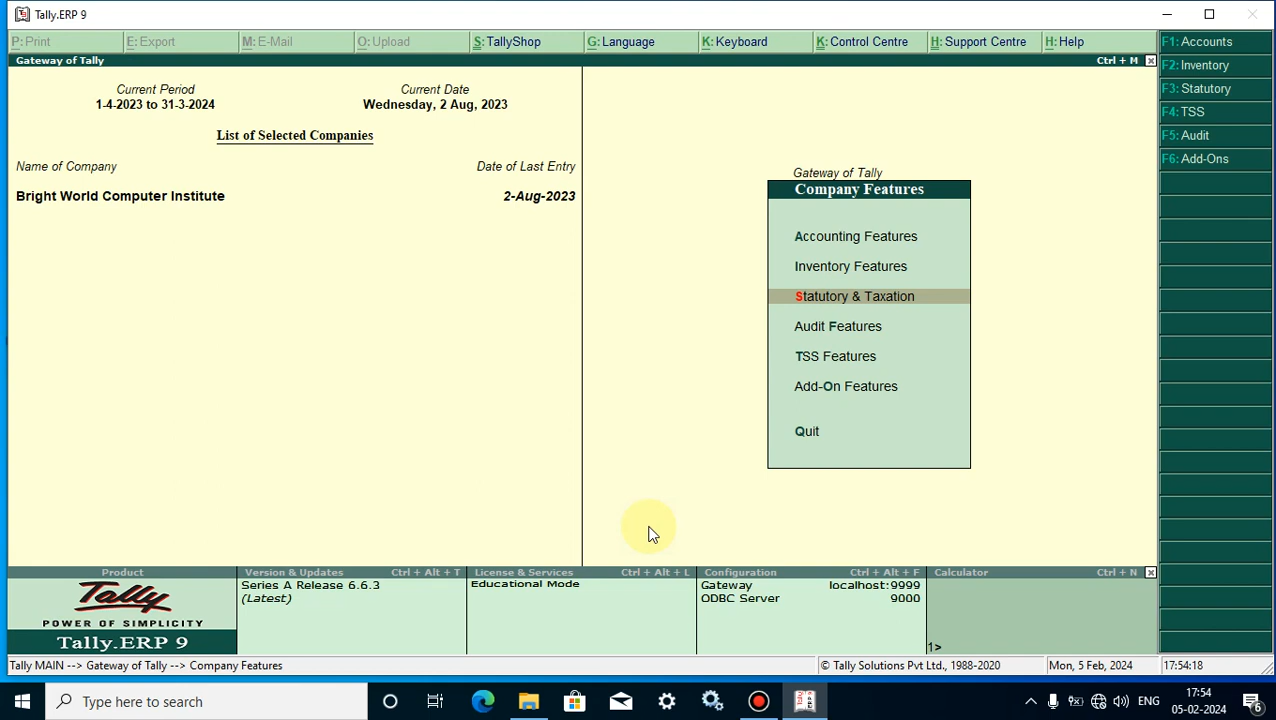 Tally.ERP 9
P: Print
E: Export
M: E-Mail
O: Upload
S: TallyShop
G: Language
K: Keyboard
K: Control Centre
H: Support Centre
H: Help
F1: Accounts
F2: Inventory
F3: Statutory
F4: TSS
F5: Audit
F6: Add-Ons
Gateway of Tally
Ctrl + M
Current Period
1-4-2023 to 31-3-2024
Current Date
Wednesday, 2 Aug, 2023
List of Selected Companies
Name of Company
Date of Last Entry
Bright World Computer Institute
2-Aug-2023
Gateway of Tally
Company Features
Accounting Features
Inventory Features
Statutory & Taxation
Audit Features
TSS Features
Add-On Features
Quit
Product
Tally
POWER OF SIMPLICITY
Tally.ERP 9
Version & Updates Ctrl + Alt + T
Series A Release 6.6.3
(Latest)
License & Services Ctrl + Alt + L
Educational Mode
Configuration Ctrl + Alt + F
Gateway localhost:9999
ODBC Server 9000
Calculator Ctrl + N
1>
Tally MAIN --> Gateway of Tally --> Company Features
© Tally Solutions Pvt Ltd., 1988-2020
Mon, 5 Feb, 2024
17:54:18
Type here to search
ENG
17:54
05-02-2024
6